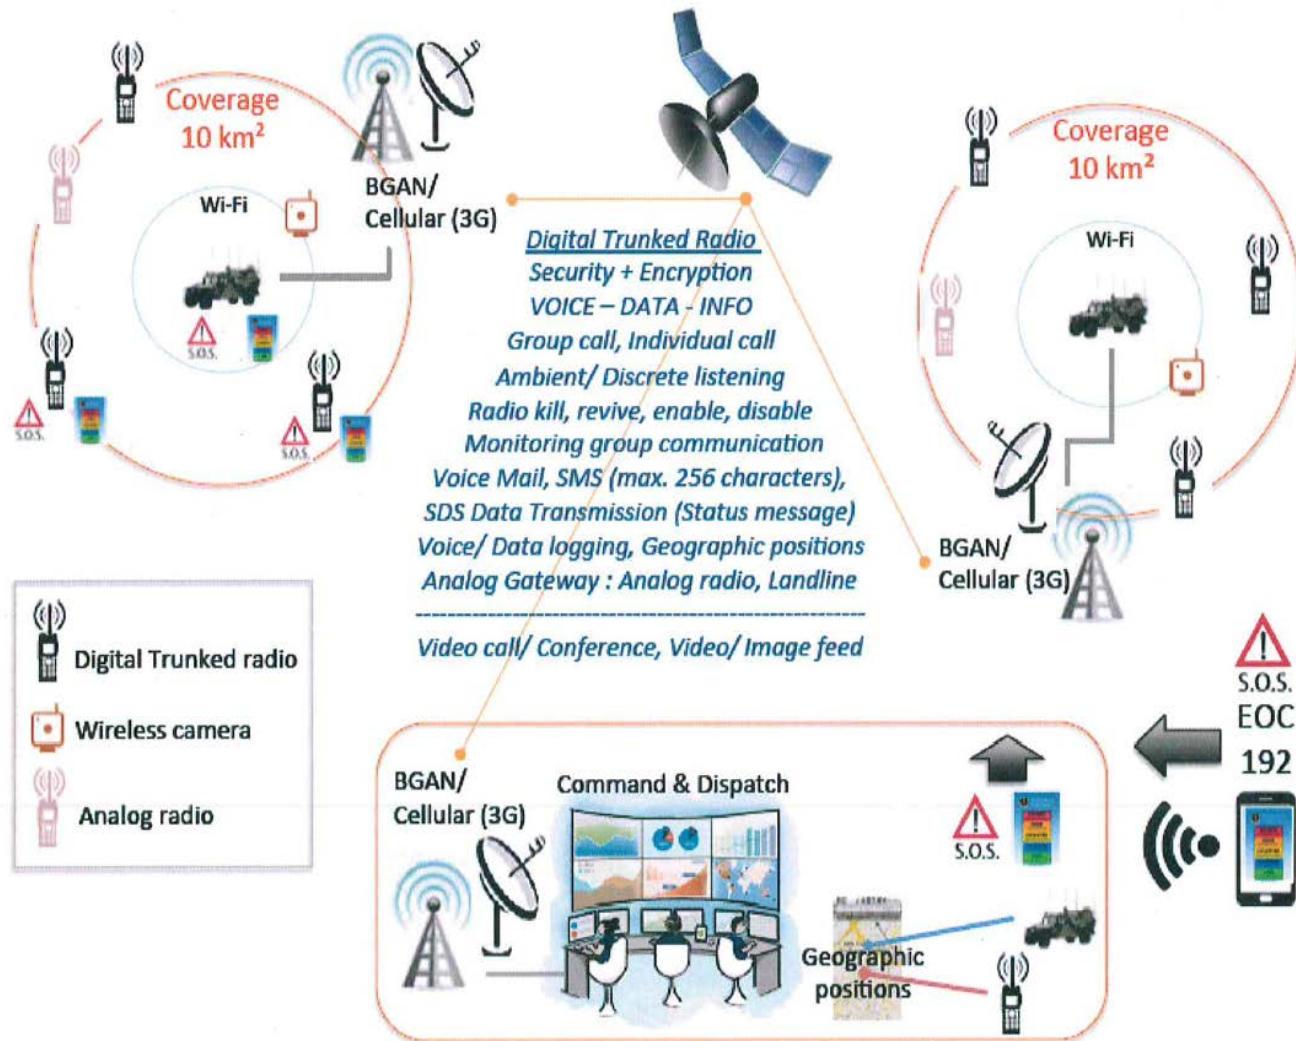 Coverage
10 km²
Wi-Fi
BGAN/
Cellular (3G)
S.O.S.
S.O.S.
S.O.S.
Digital Trunked Radio
Security + Encryption
VOICE – DATA - INFO
Group call, Individual call
Ambient/ Discrete listening
Radio kill, revive, enable, disable
Monitoring group communication
Voice Mail, SMS (max. 256 characters),
SDS Data Transmission (Status message)
Voice/ Data logging, Geographic positions
Analog Gateway : Analog radio, Landline
Video call/ Conference, Video/ Image feed
Coverage
10 km²
Wi-Fi
BGAN/
Cellular (3G)
Digital Trunked radio
Wireless camera
Analog radio
S.O.S.
EOC
192
BGAN/
Cellular (3G)
Command & Dispatch
S.O.S.
Geographic
positions